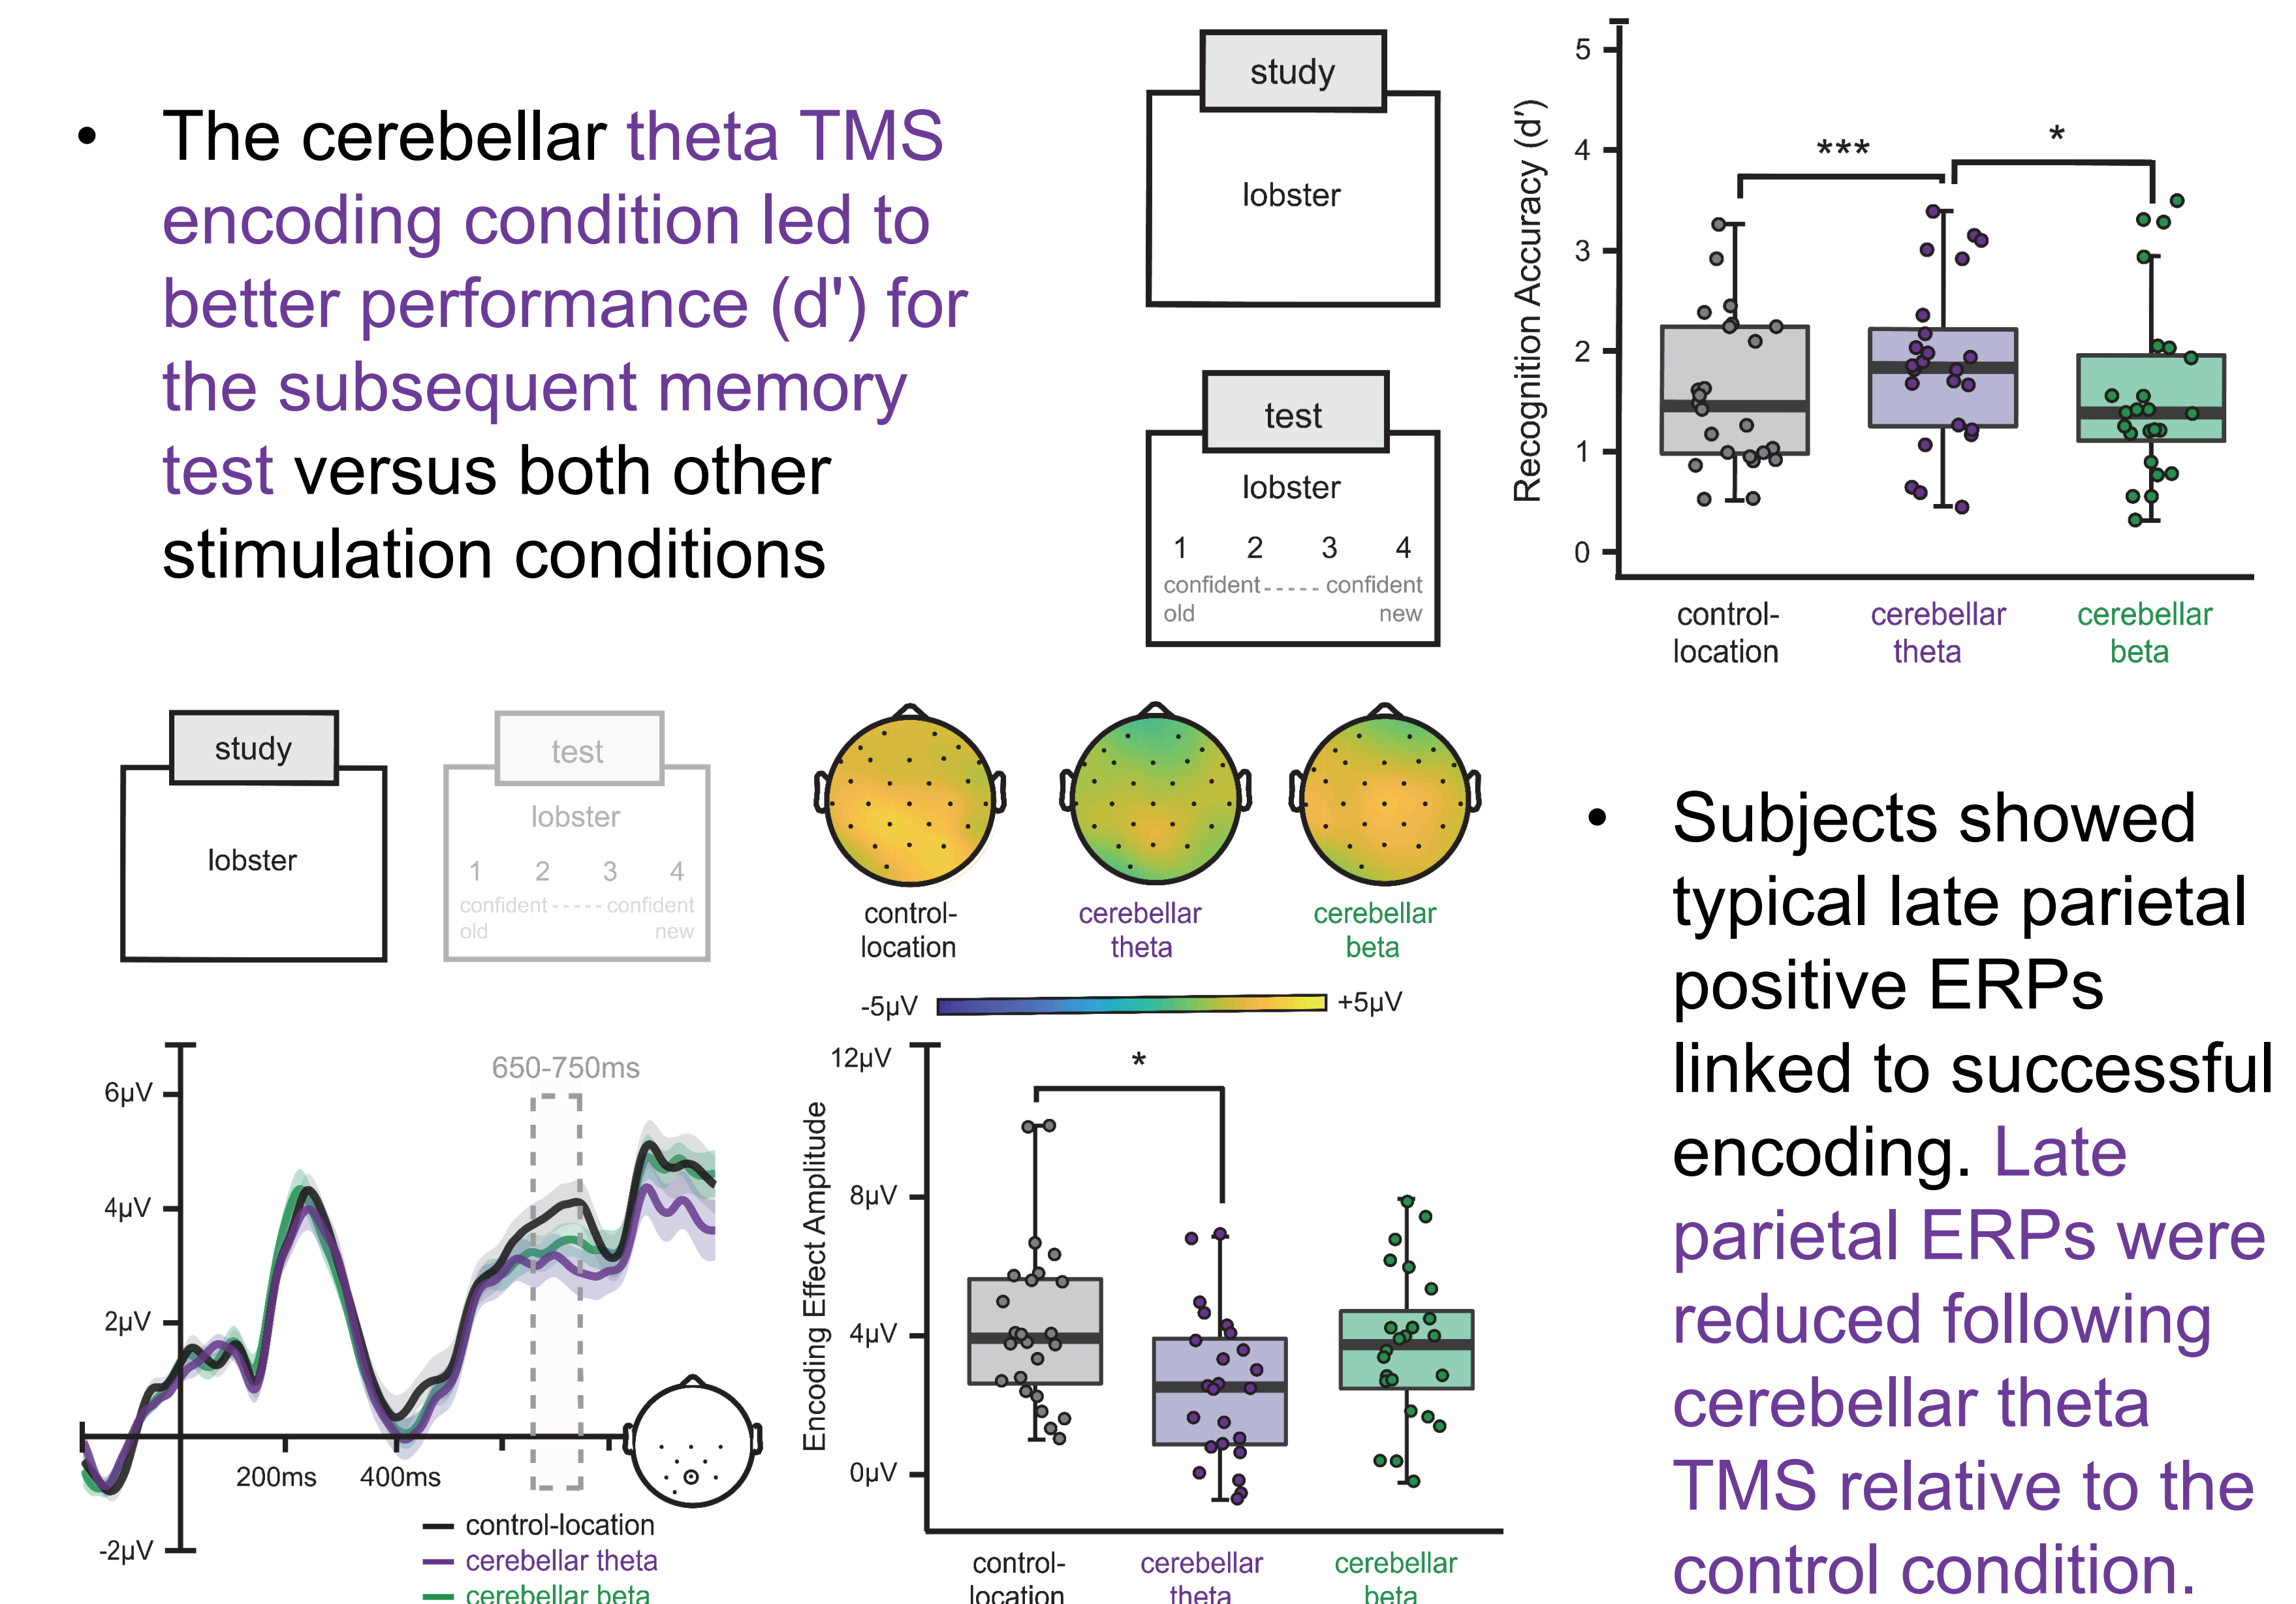 • The cerebellar theta TMS
encoding condition led to
better performance (d') for
the subsequent memory
test versus both other
stimulation conditions
study
lobster
test
lobster
1 2 3 4
confident ----- confident
old new
Recognition Accuracy (d')
5
4
3
2
1
0
***
*
control-
location
cerebellar
theta
cerebellar
beta
study
lobster
test
lobster
1 2 3 4
confident ----- confident
old new
control-
location
cerebellar
theta
cerebellar
beta
-5µV
+5µV
6µV
4µV
2µV
-2µV
650-750ms
200ms
400ms
control-location
cerebellar theta
cerebellar beta
Encoding Effect Amplitude
12µV
8µV
4µV
0µV
*
control-
location
cerebellar
theta
cerebellar
beta
• Subjects showed
typical late parietal
positive ERPs
linked to successful
encoding. Late
parietal ERPs were
reduced following
cerebellar theta
TMS relative to the
control condition.